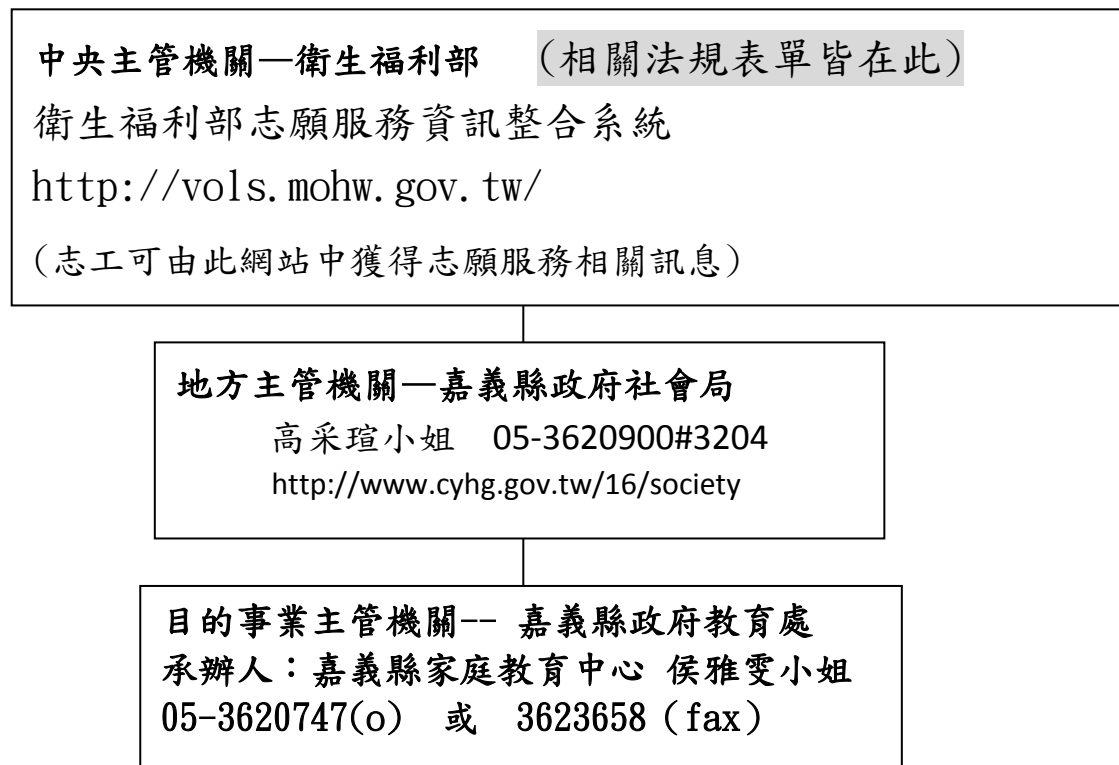 中央主管機關—衛生福利部 (相關法規表單皆在此)
衛生福利部志願服務資訊整合系統
http://vols.mohw.gov.tw/
(志工可由此網站中獲得志願服務相關訊息)
地方主管機關—嘉義縣政府社會局
高采瑄小姐 05-3620900#3204
http://www.cyhg.gov.tw/16/society
目的事業主管機關-- 嘉義縣政府教育處
承辦人：嘉義縣家庭教育中心 侯雅雯小姐
05-3620747(o) 或 3623658（fax）